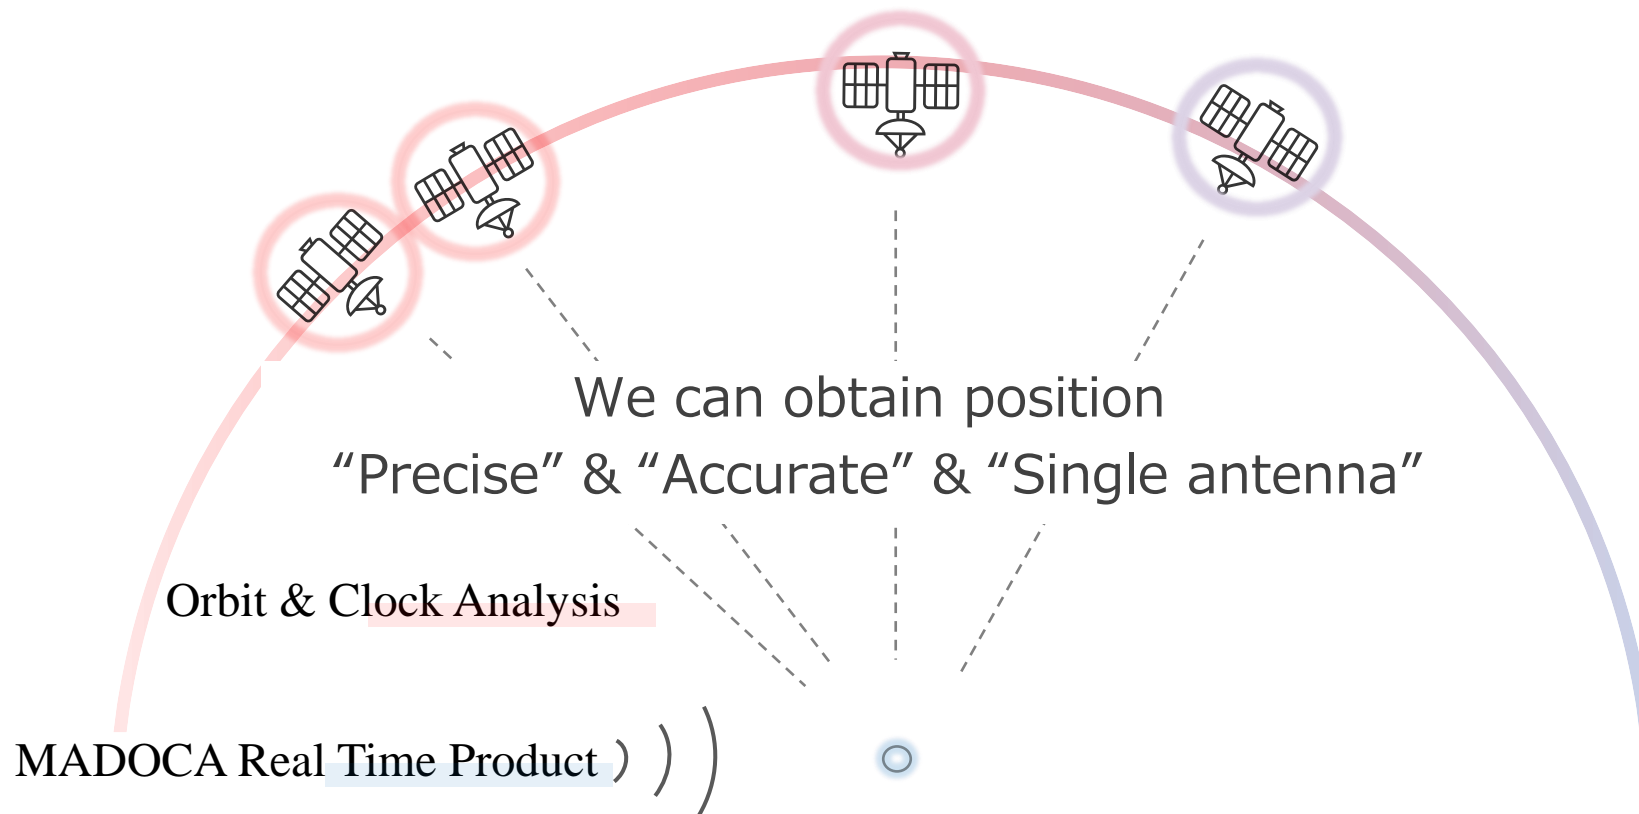 We can obtain position
“Precise” & “Accurate” & “Single antenna”
Orbit & Clock Analysis
MADOCA Real Time Product